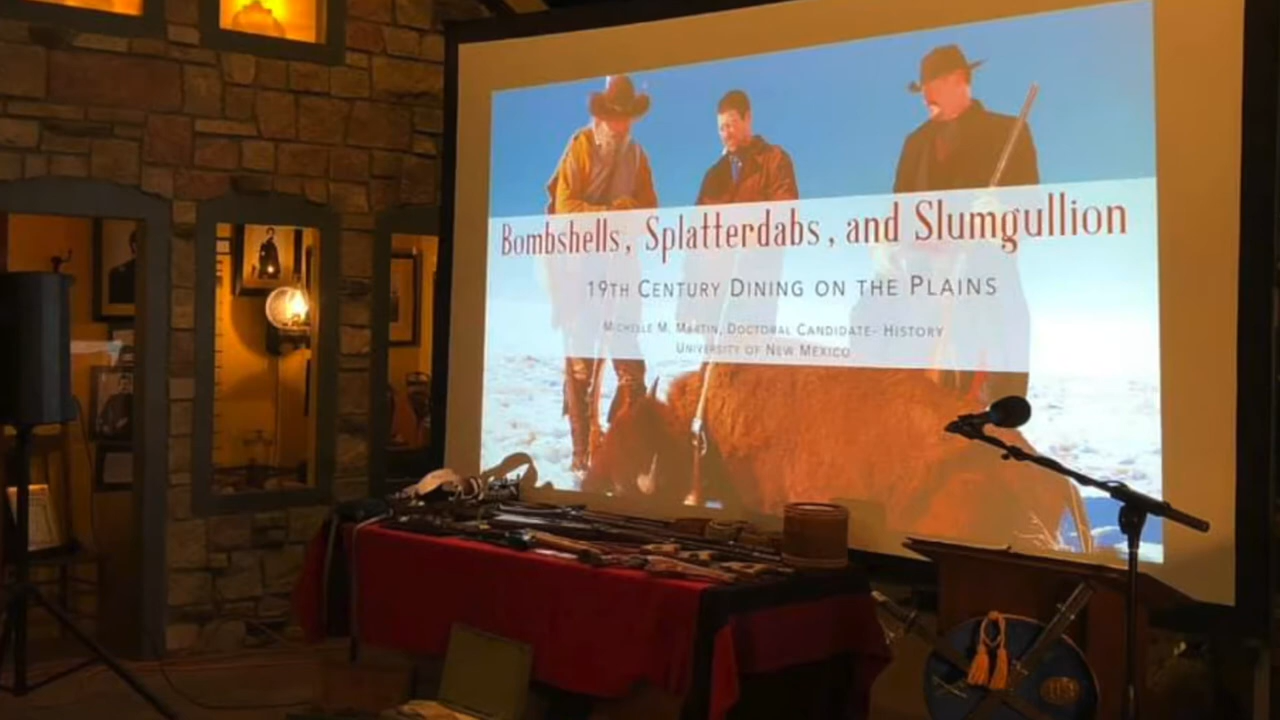 Bombshells, Splatterdabs, and Slumgullion
19th Century Dining on the Plains
Michelle M. Martin, Doctoral Candidate- History
University of New Mexico